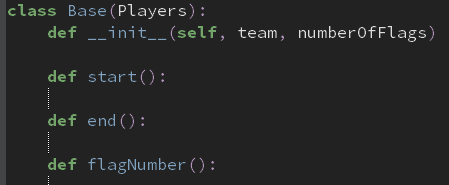 class Base(Players):
def __init__(self, team, numberOfFlags)
def start():
def end():
def flagNumber():